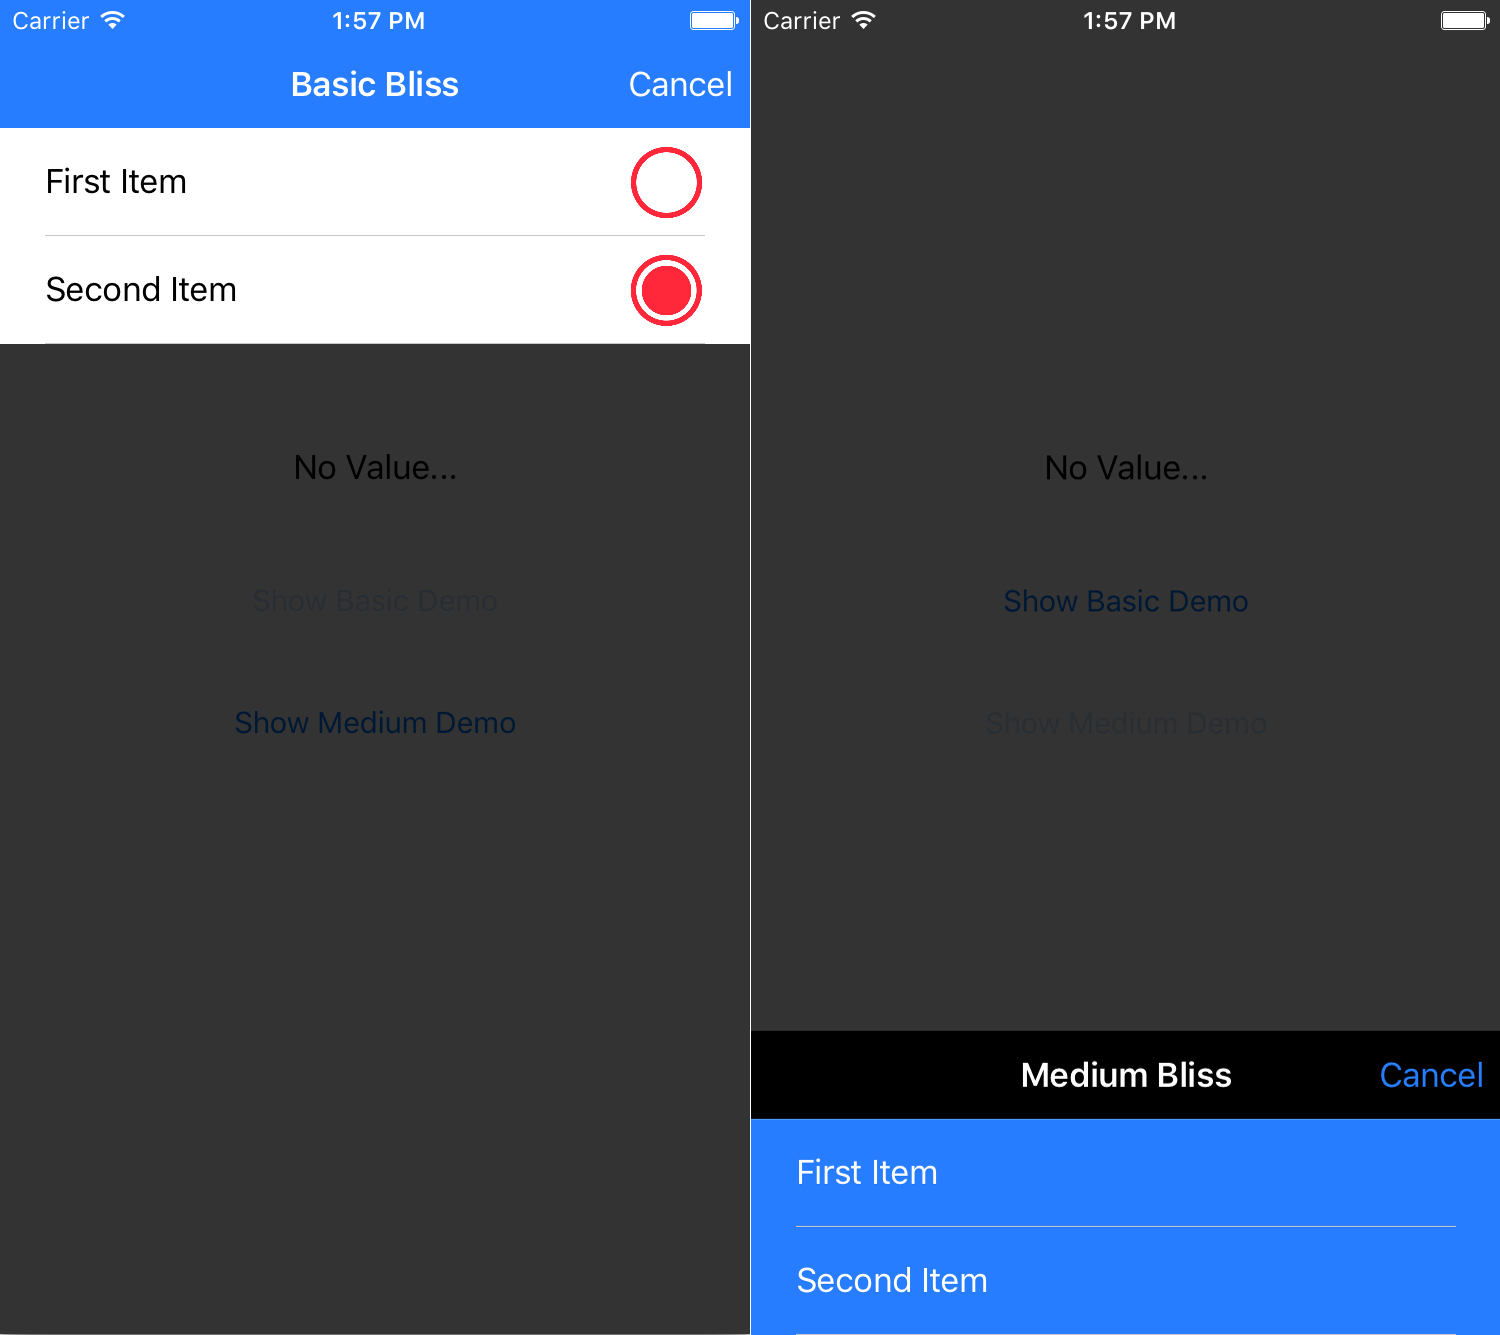 Carrier 1:57 PM
Basic Bliss Cancel
First Item
Second Item
No Value...
Show Basic Demo
Show Medium Demo
Carrier 1:57 PM
No Value...
Show Basic Demo
Show Medium Demo
Medium Bliss Cancel
First Item
Second Item